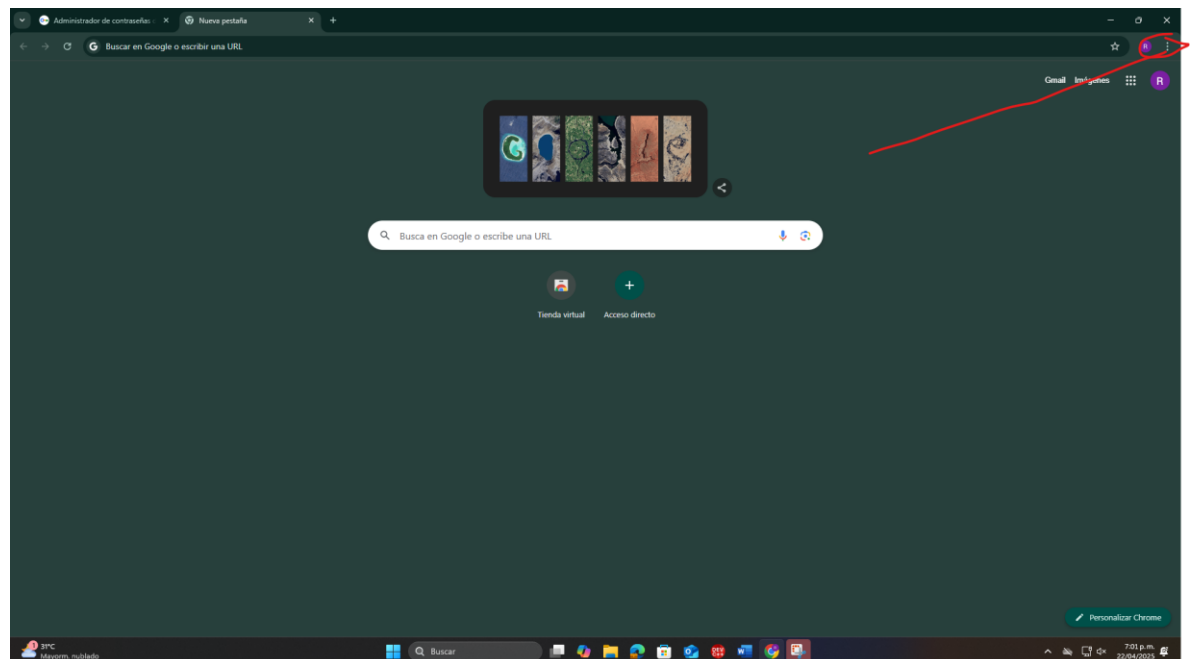 Administrador de contraseñas
Nueva pestaña
Buscar en Google o escribir una URL
R
Gmail Imágenes R
Google
Busca en Google o escribe una URL
Tienda virtual Acceso directo
Personalizar Chrome
31°C
Mayorm. nublado
Buscar
7:01 p.m.
22/04/2025